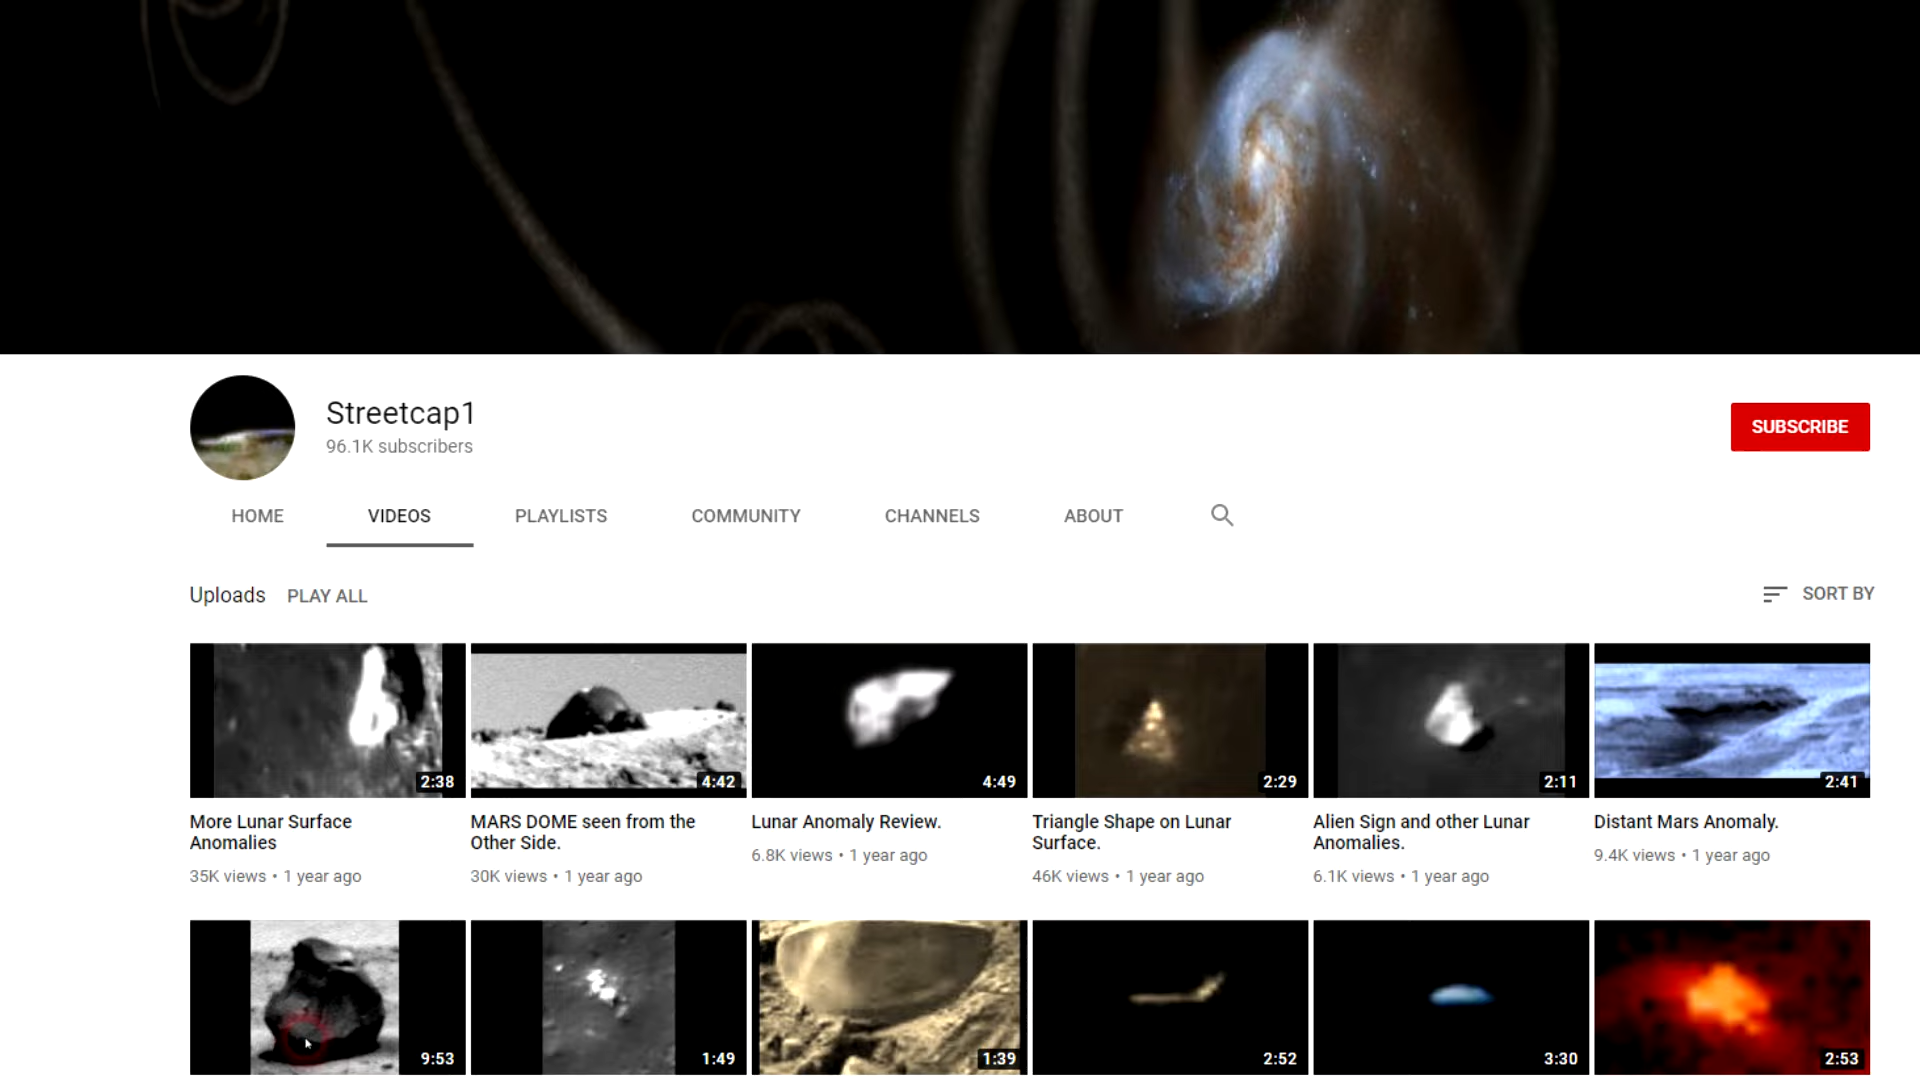 Streetcap1
96.1K subscribers
SUBSCRIBE
HOME
VIDEOS
PLAYLISTS
COMMUNITY
CHANNELS
ABOUT
Uploads
PLAY ALL
SORT BY
2:38
4:42
4:49
2:29
2:11
2:41
More Lunar Surface
Anomalies
35K views • 1 year ago
MARS DOME seen from the
Other Side.
30K views • 1 year ago
Lunar Anomaly Review.
6.8K views • 1 year ago
Triangle Shape on Lunar
Surface.
46K views • 1 year ago
Alien Sign and other Lunar
Anomalies.
6.1K views • 1 year ago
Distant Mars Anomaly.
9.4K views • 1 year ago
9:53
1:49
1:39
2:52
3:30
2:53